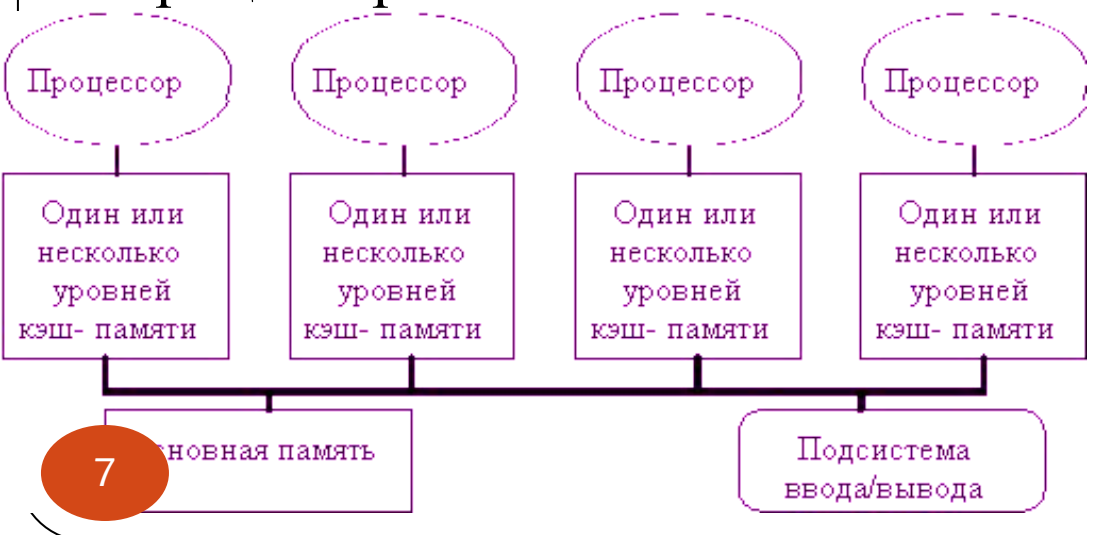 Процессор Процессор Процессор Процессор
Один или
несколько
уровней
кэш- памяти
Один или
несколько
уровней
кэш- памяти
Один или
несколько
уровней
кэш- памяти
Один или
несколько
уровней
кэш- памяти
новная память
7
Подсистема
ввода/вывода